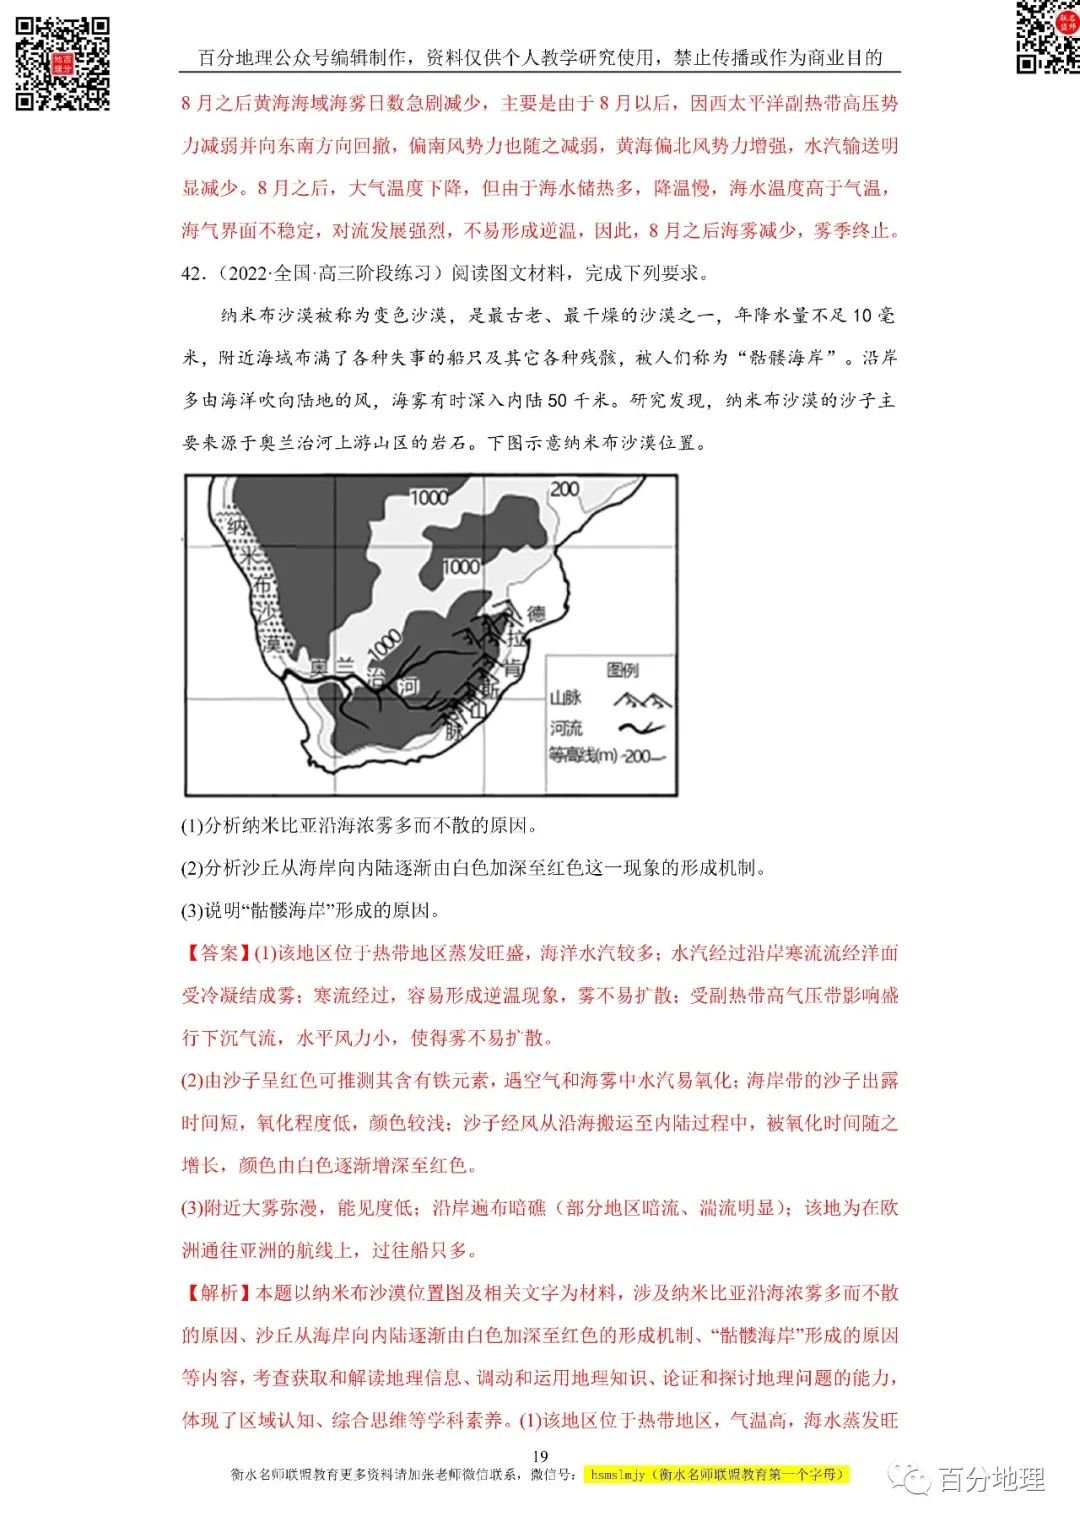 百分地理公众号编辑制作，资料仅供个人教学研究使用，禁止传播或作为商业目的
8 月之后黄海海域海雾日数急剧减少，主要是由于 8 月以后，因西太平洋副热带高压势
力减弱并向东南方向回撤，偏南风势力也随之减弱，黄海偏北风势力增强，水汽输送明
显减少。8 月之后，大气温度下降，但由于海水储热多，降温慢，海水温度高于气温，
海气界面不稳定，对流发展强烈，不易形成逆温，因此，8 月之后海雾减少，雾季终止。
42．（2022·全国·高三阶段练习）阅读图文材料，完成下列要求。
纳米布沙漠被称为变色沙漠，是最古老、最干燥的沙漠之一，年降水量不足 10 毫
米，附近海域布满了各种失事的船只及其它各种残骸，被人们称为“骷髅海岸”。沿岸
多由海洋吹向陆地的风，海雾有时深入内陆 50 千米。研究发现，纳米布沙漠的沙子主
要来源于奥兰治河上游山区的岩石。下图示意纳米布沙漠位置。
1000
200
纳米布沙漠
1000
1000
奥兰治河
德拉肯斯山脉
图例
山脉
河流
等高线(m) -200-
(1)分析纳米比亚沿海浓雾多而不散的原因。
(2)分析沙丘从海岸向内陆逐渐由白色加深至红色这一现象的形成机制。
(3)说明“骷髅海岸”形成的原因。
【答案】(1)该地区位于热带地区蒸发旺盛，海洋水汽较多；水汽经过沿岸寒流流经洋面
受冷凝结成雾；寒流经过，容易形成逆温现象，雾不易扩散；受副热带高气压带影响盛
行下沉气流，水平风力小，使得雾不易扩散。
(2)由沙子呈红色可推测其含有铁元素，遇空气和海雾中水汽易氧化；海岸带的沙子出露
时间短，氧化程度低，颜色较浅；沙子经风从沿海搬运至内陆过程中，被氧化时间随之
增长，颜色由白色逐渐增深至红色。
(3)附近大雾弥漫，能见度低；沿岸遍布暗礁（部分地区暗流、湍流明显）；该地为在欧
洲通往亚洲的航线上，过往船只多。
【解析】本题以纳米布沙漠位置图及相关文字为材料，涉及纳米比亚沿海浓雾多而不散
的原因、沙丘从海岸向内陆逐渐由白色加深至红色的形成机制、“骷髅海岸”形成的原因
等内容，考查获取和解读地理信息、调动和运用地理知识、论证和探讨地理问题的能力，
体现了区域认知、综合思维等学科素养。(1)该地区位于热带地区，气温高，海水蒸发旺
19
衡水名师联盟教育更多资料请加张老师微信联系，微信号： hsmslmjy（衡水名师联盟教育第一个字母）
百分地理